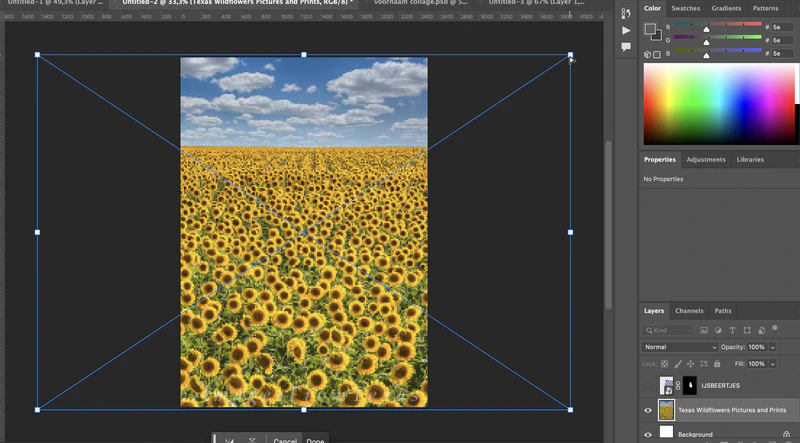 Untitled-1 @ 49,3% (Layer ...
Untitled-2 @ 33,3% (Texas Wildflowers Pictures and Prints, RGB/8) *
Voornaam collage.psd @ 5...
Untitled-3 @ 67% (Layer 1,...
Color Swatches Gradients Patterns
R # 5e
G # 5e
B # 5e
Properties Adjustments Libraries
No Properties
Layers Channels Paths
Kind
Normal Opacity: 100%
Lock: Fill: 100%
IJSBEERTJES
Texas Wildflowers Pictures and Prints
Background
Cancel Done